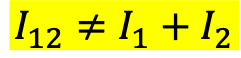 I₁₂ ≠ I₁ + I₂